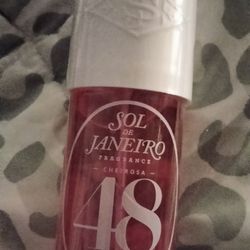 SOL
DE
JANEIRO
FRAGRANCE
CHEIROSA
48